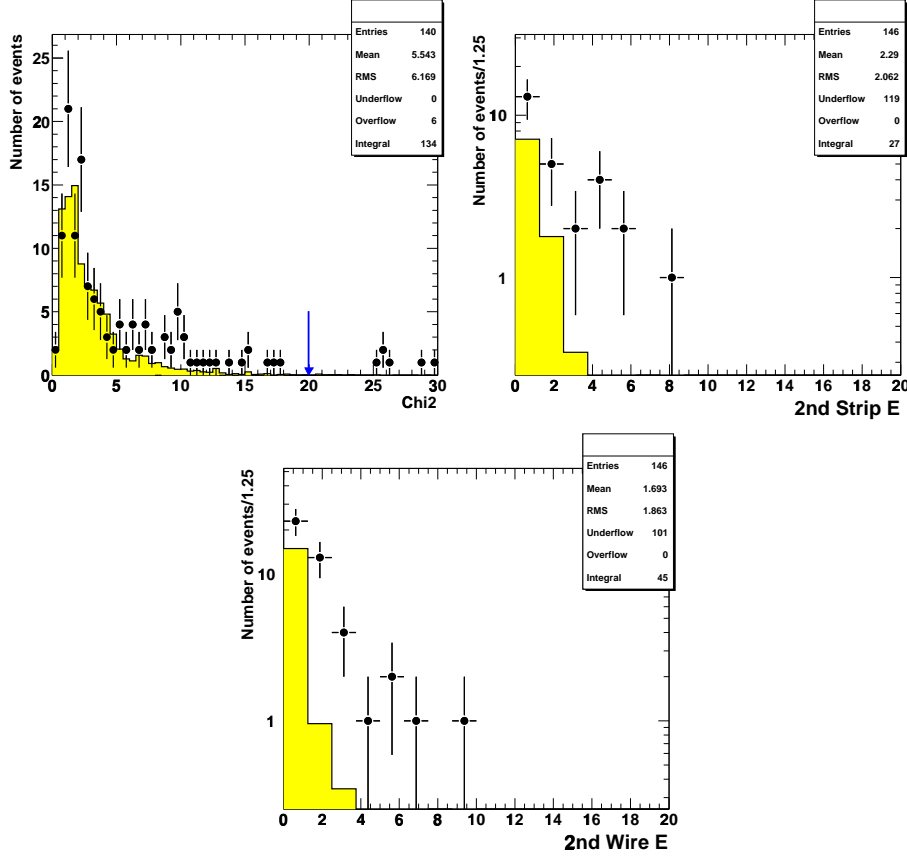 Entries 140
Mean 5.543
RMS 6.169
Underflow 0
Overflow 6
Integral 134
Number of events
25
20
15
10
5
0
0 5 10 15 20 25 30
Chi2
Entries 146
Mean 2.29
RMS 2.062
Underflow 119
Overflow 0
Integral 27
Number of events/1.25
10
1
0 2 4 6 8 10 12 14 16 18 20
2nd Strip E
Entries 146
Mean 1.693
RMS 1.863
Underflow 101
Overflow 0
Integral 45
Number of events/1.25
10
1
0 2 4 6 8 10 12 14 16 18 20
2nd Wire E